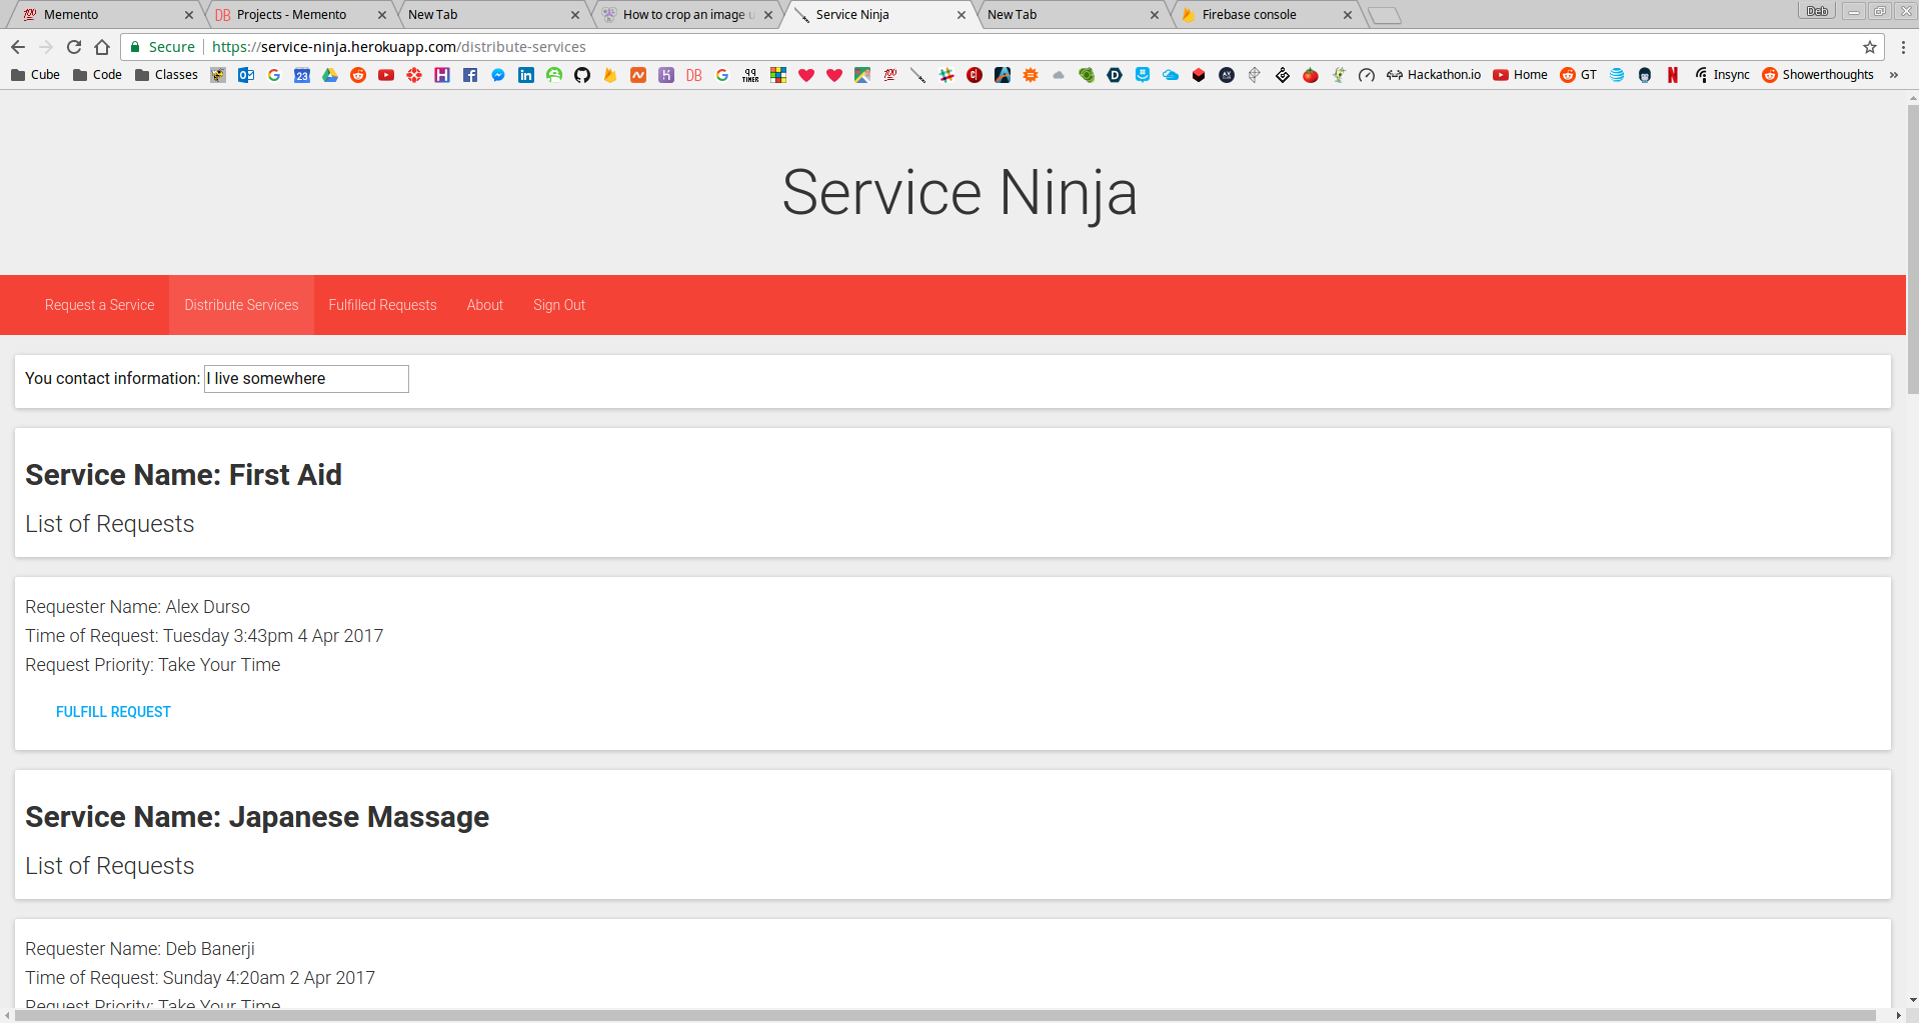 Memento
Projects - Memento
New Tab
How to crop an image u
Service Ninja
New Tab
Firebase console
Deb
Secure
https://service-ninja.herokuapp.com/distribute-services
Cube
Code
Classes
Hackathon.io
Home
GT
Insync
Showerthoughts
Service Ninja
Request a Service
Distribute Services
Fulfilled Requests
About
Sign Out
You contact information: I live somewhere
Service Name: First Aid
List of Requests
Requester Name: Alex Durso
Time of Request: Tuesday 3:43pm 4 Apr 2017
Request Priority: Take Your Time
FULFILL REQUEST
Service Name: Japanese Massage
List of Requests
Requester Name: Deb Banerji
Time of Request: Sunday 4:20am 2 Apr 2017
Request Priority: Take Your Time